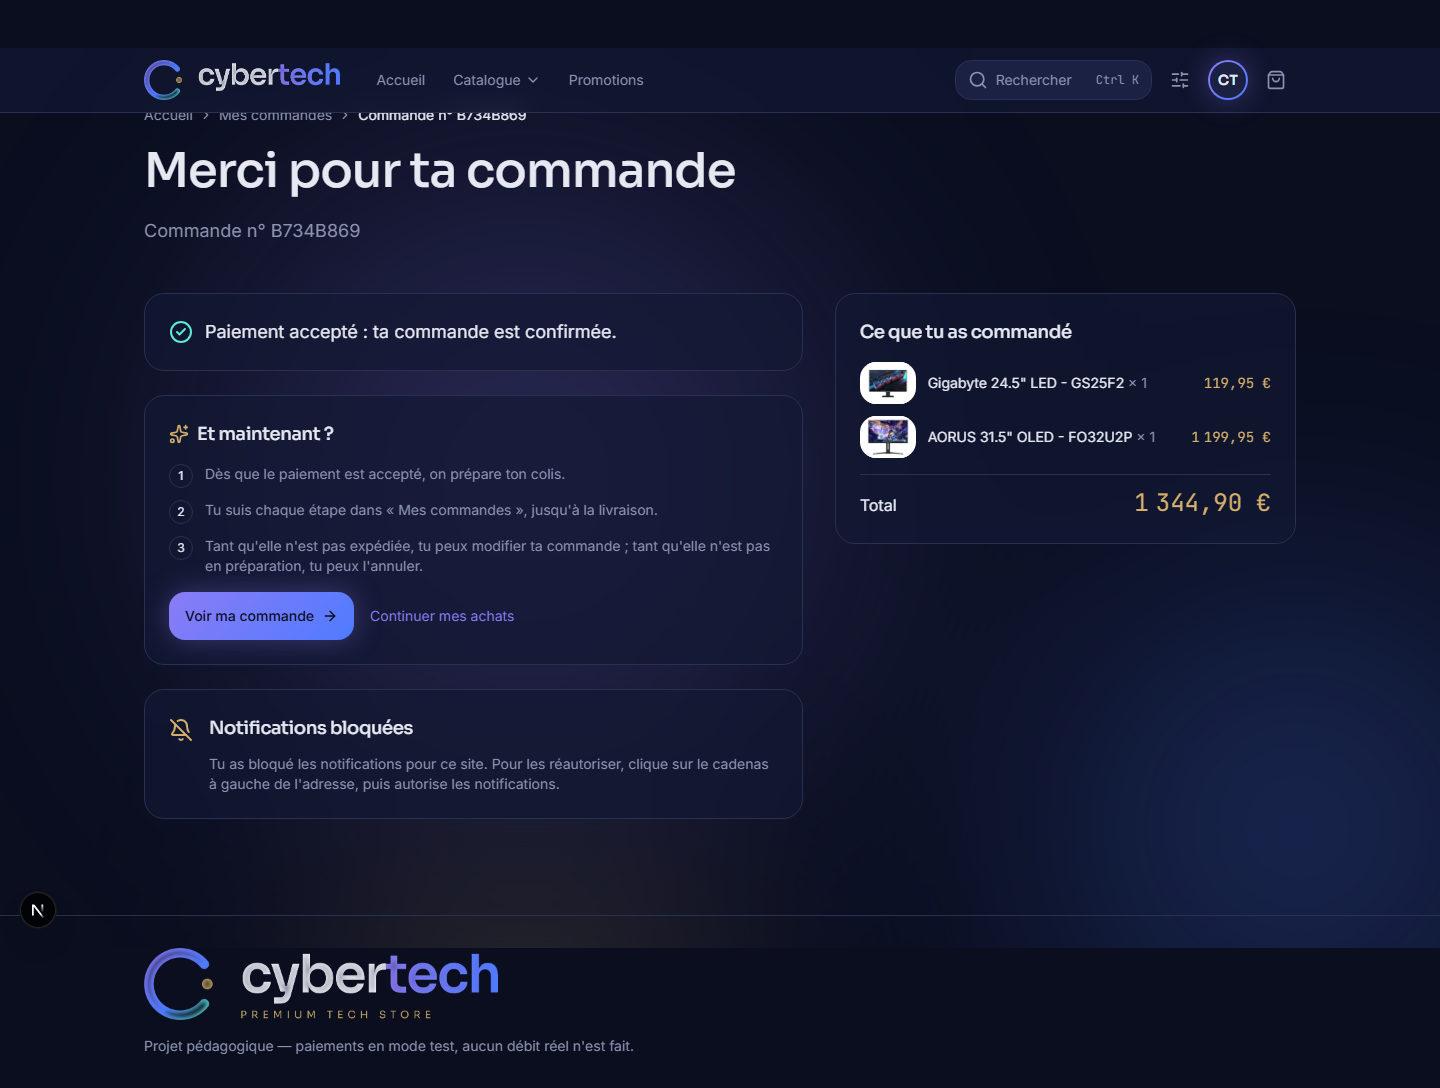 cybertech
Accueil
Catalogue
Promotions
Rechercher
Ctrl K
CT
Accueil > Mes commandes > Commande n° B734B869
Merci pour ta commande
Commande n° B734B869
Paiement accepté : ta commande est confirmée.
Et maintenant ?
1 Dès que le paiement est accepté, on prépare ton colis.
2 Tu suis chaque étape dans « Mes commandes », jusqu'à la livraison.
3 Tant qu'elle n'est pas expédiée, tu peux modifier ta commande ; tant qu'elle n'est pas
en préparation, tu peux l'annuler.
Voir ma commande
Continuer mes achats
Notifications bloquées
Tu as bloqué les notifications pour ce site. Pour les réautoriser, clique sur le cadenas
à gauche de l'adresse, puis autorise les notifications.
Ce que tu as commandé
Gigabyte 24.5" LED - GS25F2 × 1 119,95 €
AORUS 31.5" OLED - FO32U2P × 1 1 199,95 €
Total 1 344,90 €
N
cybertech
PREMIUM TECH STORE
Projet pédagogique — paiements en mode test, aucun débit réel n'est fait.